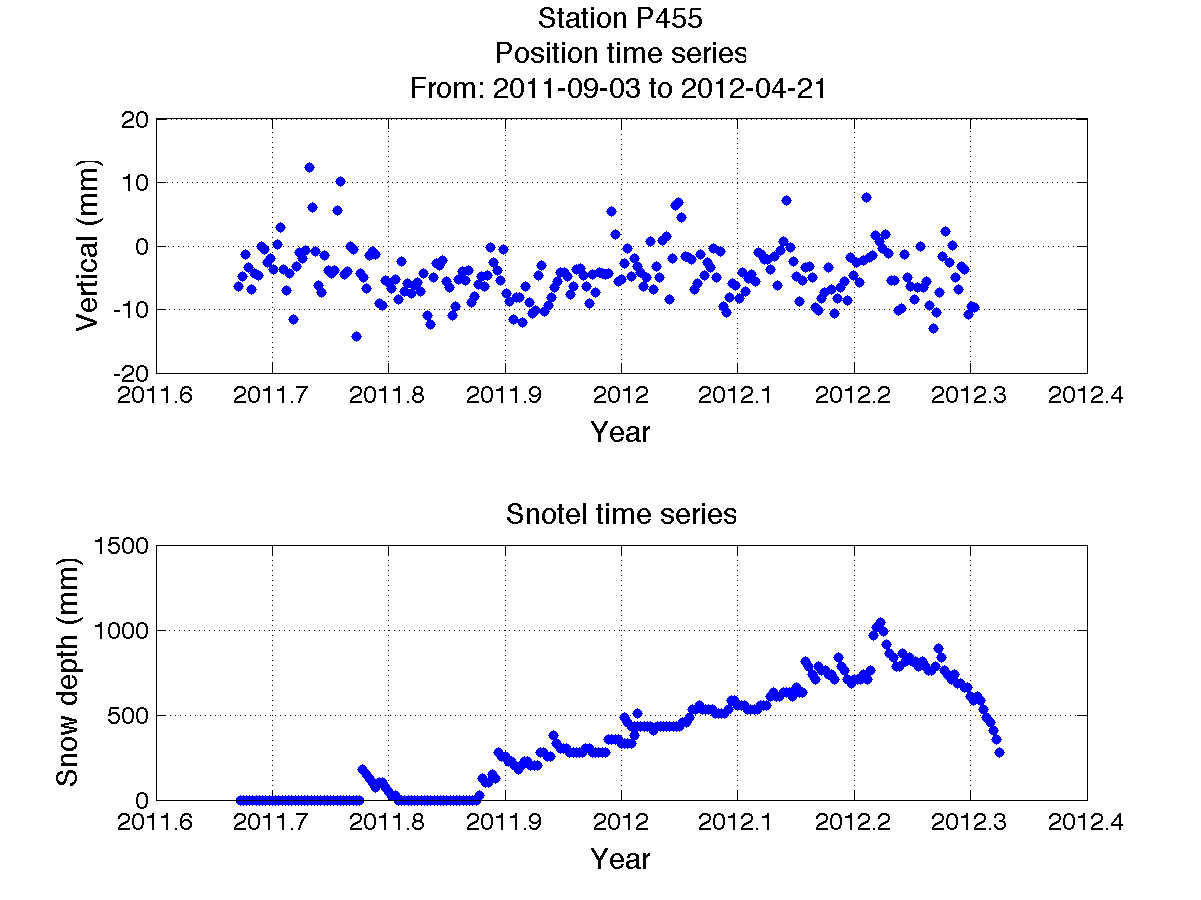 Station P455
Position time series
From: 2011-09-03 to 2012-04-21
20
10
0
-10
-20
Vertical (mm)
2011.6 2011.7 2011.8 2011.9 2012 2012.1 2012.2 2012.3 2012.4
Year
Snotel time series
1500
1000
500
0
Snow depth (mm)
2011.6 2011.7 2011.8 2011.9 2012 2012.1 2012.2 2012.3 2012.4
Year